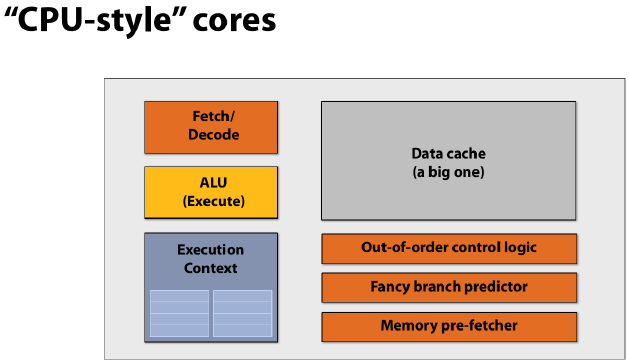 “CPU-style” cores
Fetch/
Decode
ALU
(Execute)
Execution
Context
Data cache
(a big one)
Out-of-order control logic
Fancy branch predictor
Memory pre-fetcher